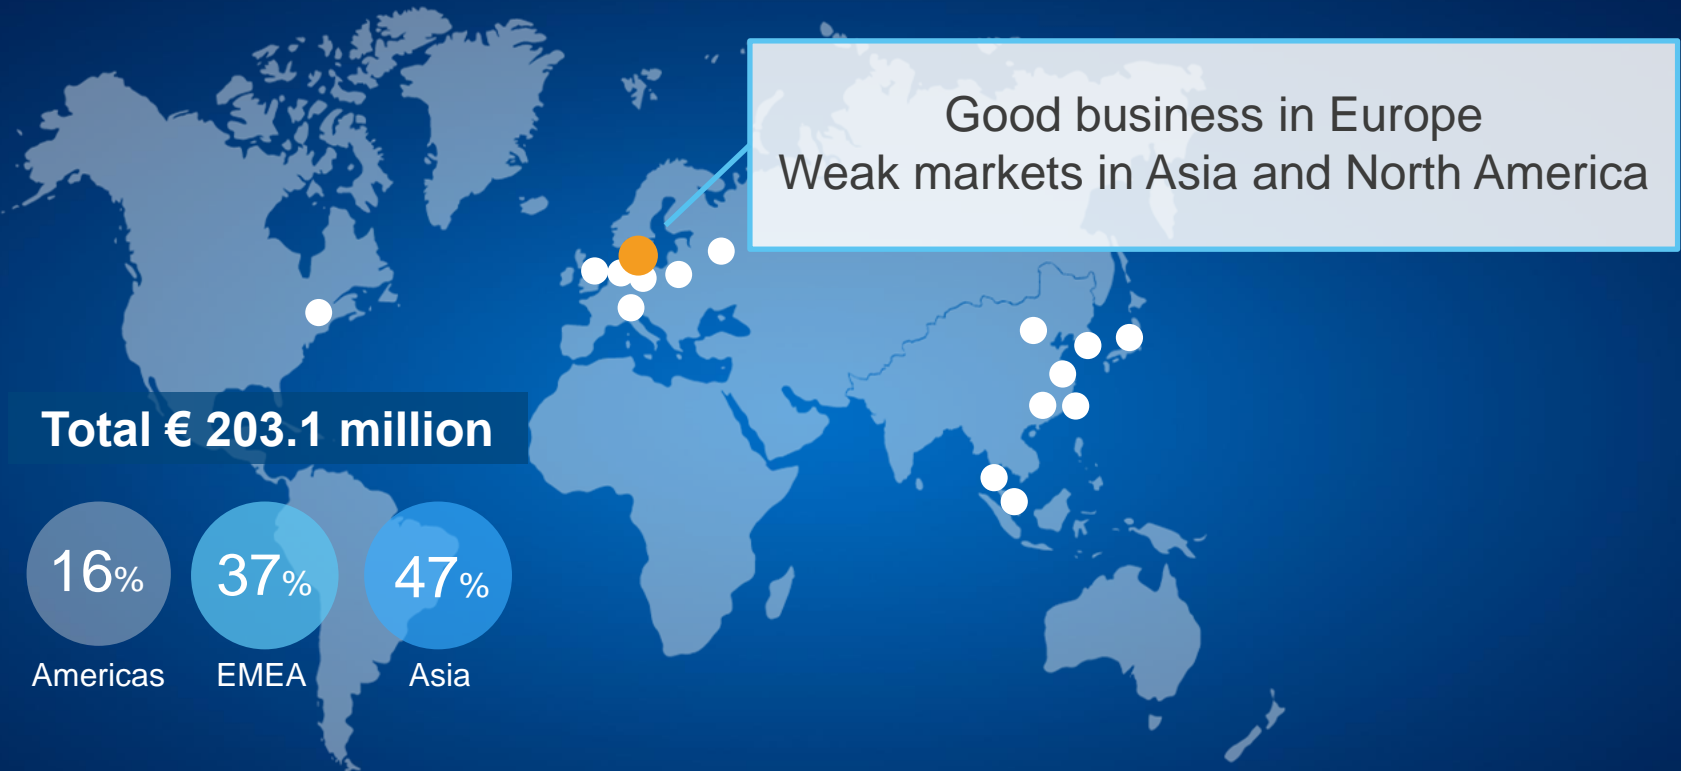 Good business in Europe
Weak markets in Asia and North America
Total € 203.1 million
16%
37%
47%
Americas
EMEA
Asia